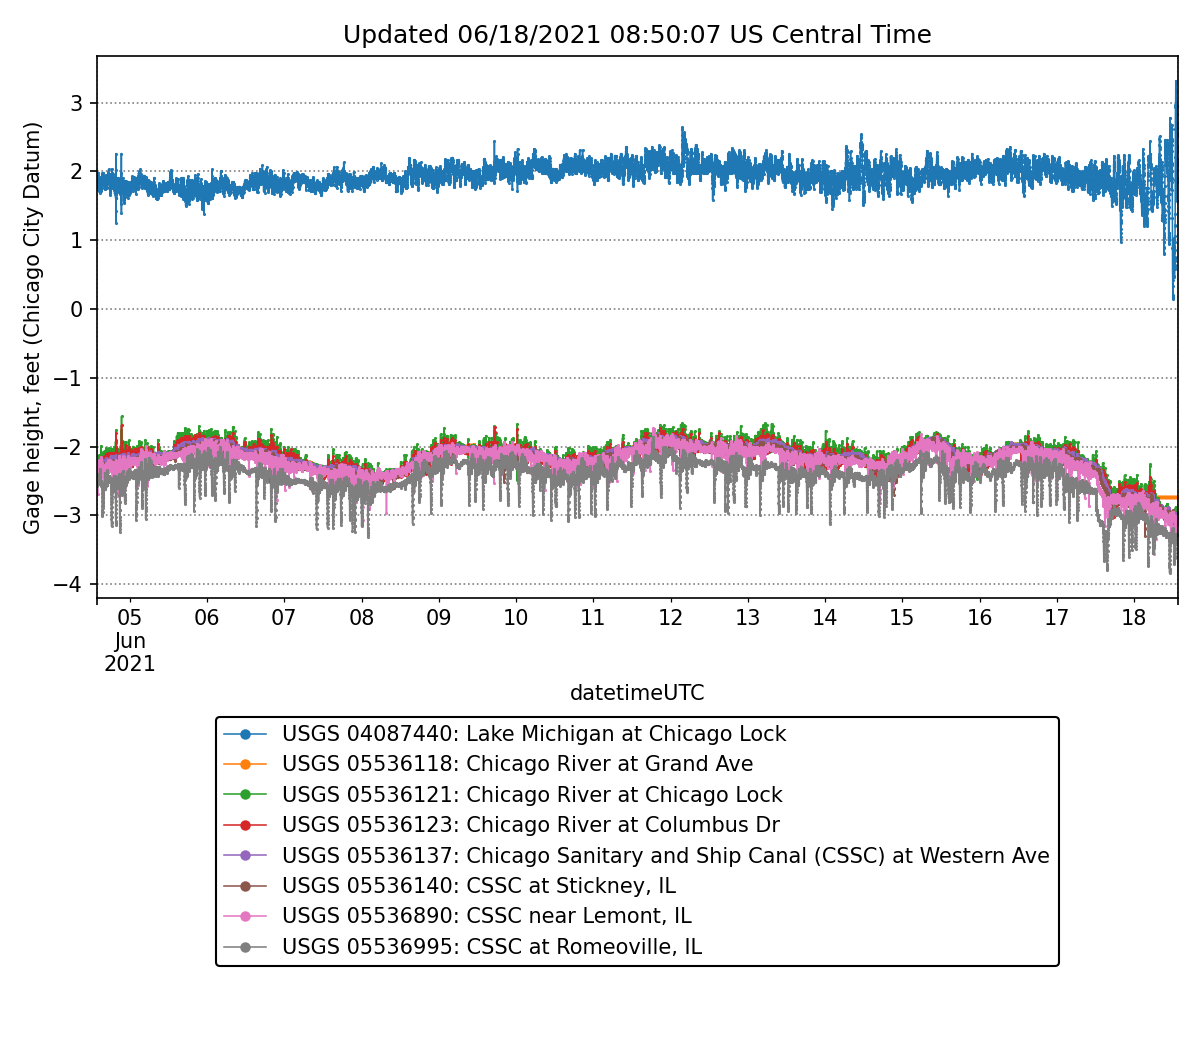 Updated 06/18/2021 08:50:07 US Central Time
Gage height, feet (Chicago City Datum)
3
2
1
0
−1
−2
−3
−4
05 06 07 08 09 10 11 12 13 14 15 16 17 18
Jun
2021
datetimeUTC
USGS 04087440: Lake Michigan at Chicago Lock
USGS 05536118: Chicago River at Grand Ave
USGS 05536121: Chicago River at Chicago Lock
USGS 05536123: Chicago River at Columbus Dr
USGS 05536137: Chicago Sanitary and Ship Canal (CSSC) at Western Ave
USGS 05536140: CSSC at Stickney, IL
USGS 05536890: CSSC near Lemont, IL
USGS 05536995: CSSC at Romeoville, IL